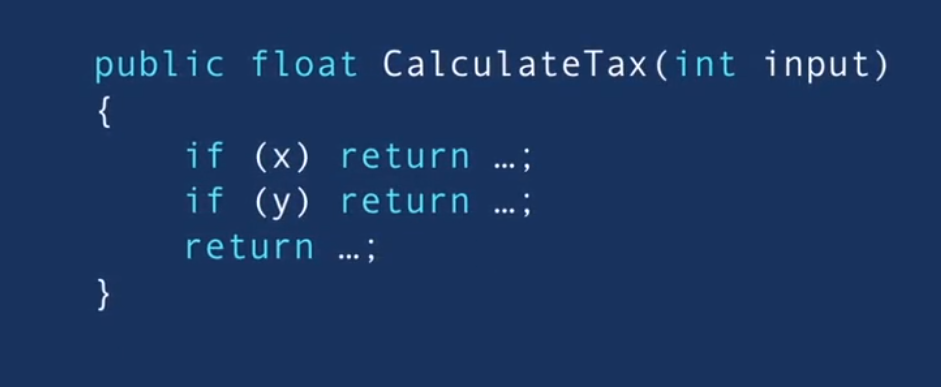 public float CalculateTax(int input)
{
if (x) return …;
if (y) return …;
return …;
}